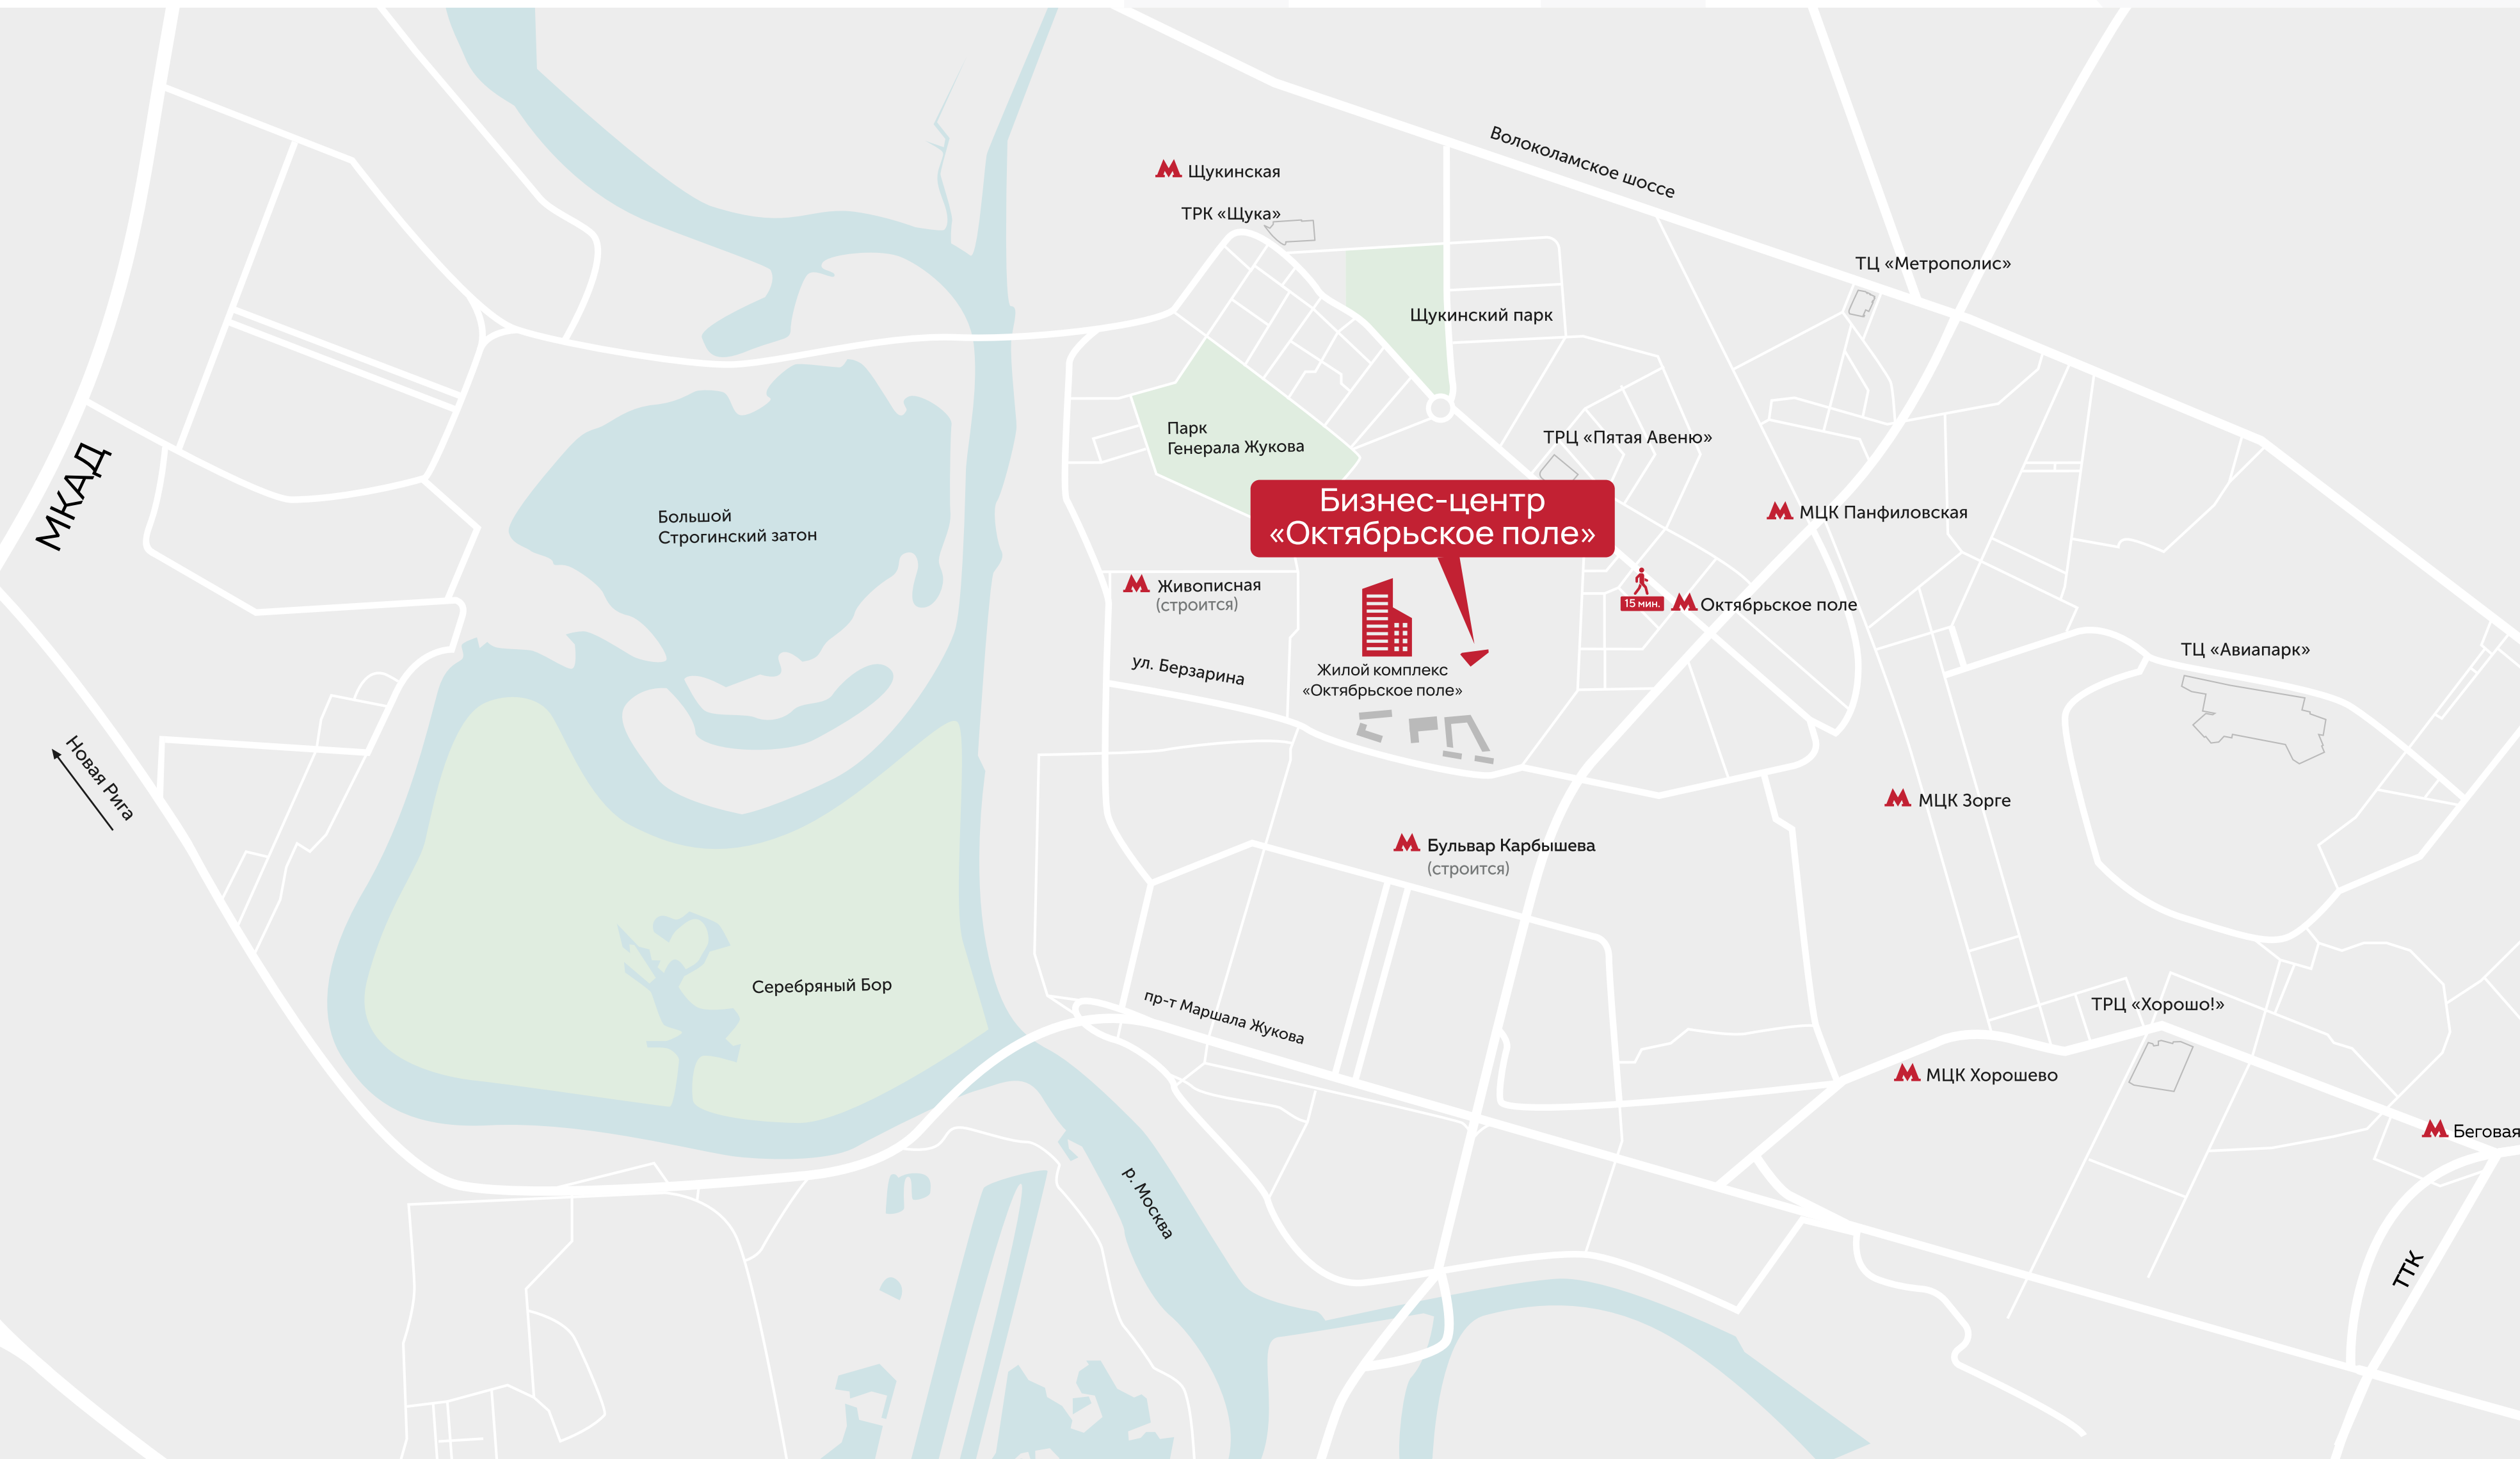 Волоколамское шоссе
Щукинская
ТРК «Щука»
ТЦ «Метрополис»
Щукинский парк
Парк
Генерала Жукова
ТРЦ «Пятая Авеню»
МКАД
Бизнес-центр
«Октябрьское поле»
МЦК Панфиловская
Большой
Строгинский затон
Живописная
(строится)
15 мин.
Октябрьское поле
ул. Берзарина
Жилой комплекс
«Октябрьское поле»
ТЦ «Авиапарк»
Новая Рига
МЦК Зорге
Бульвар Карбышева
(строится)
Серебряный Бор
пр-т Маршала Жукова
ТРЦ «Хорошо!»
МЦК Хорошево
Беговая
р. Москва
ТТК